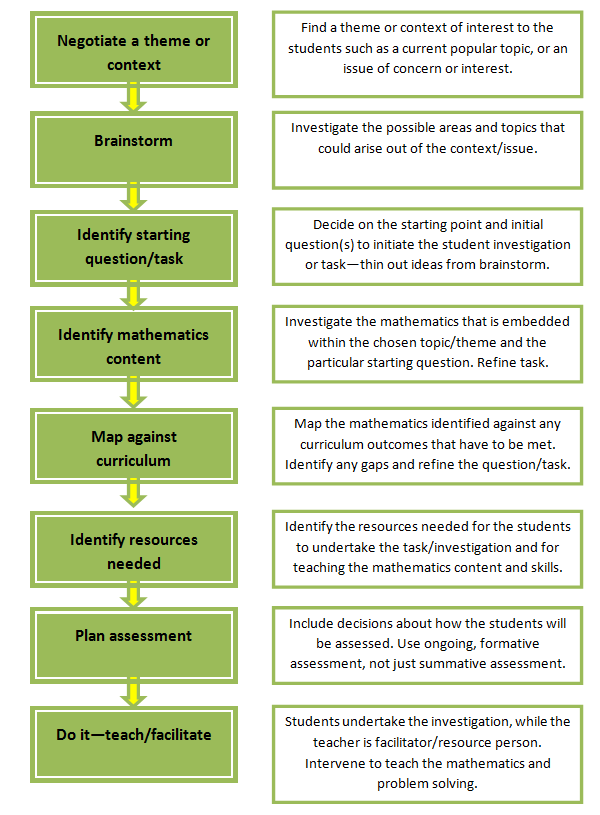 Negotiate a theme or
context
Find a theme or context of interest to the
students such as a current popular topic, or an
issue of concern or interest.
Brainstorm
Investigate the possible areas and topics that
could arise out of the context/issue.
Identify starting
question/task
Decide on the starting point and initial
question(s) to initiate the student investigation
or task—thin out ideas from brainstorm.
Identify mathematics
content
Investigate the mathematics that is embedded
within the chosen topic/theme and the
particular starting question. Refine task.
Map against
curriculum
Map the mathematics identified against any
curriculum outcomes that have to be met.
Identify any gaps and refine the question/task.
Identify resources
needed
Identify the resources needed for the students
to undertake the task/investigation and for
teaching the mathematics content and skills.
Plan assessment
Include decisions about how the students will
be assessed. Use ongoing, formative
assessment, not just summative assessment.
Do it—teach/facilitate
Students undertake the investigation, while the
teacher is facilitator/resource person.
Intervene to teach the mathematics and
problem solving.